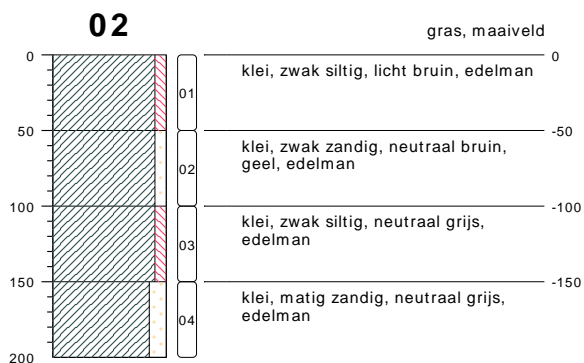 02
gras, maaiveld
0
0
klei, zwak siltig, licht bruin, edelman
01
50
-50
klei, zwak zandig, neutraal bruin,
geel, edelman
02
100
-100
klei, zwak siltig, neutraal grijs,
edelman
03
150
-150
klei, matig zandig, neutraal grijs,
edelman
04
200